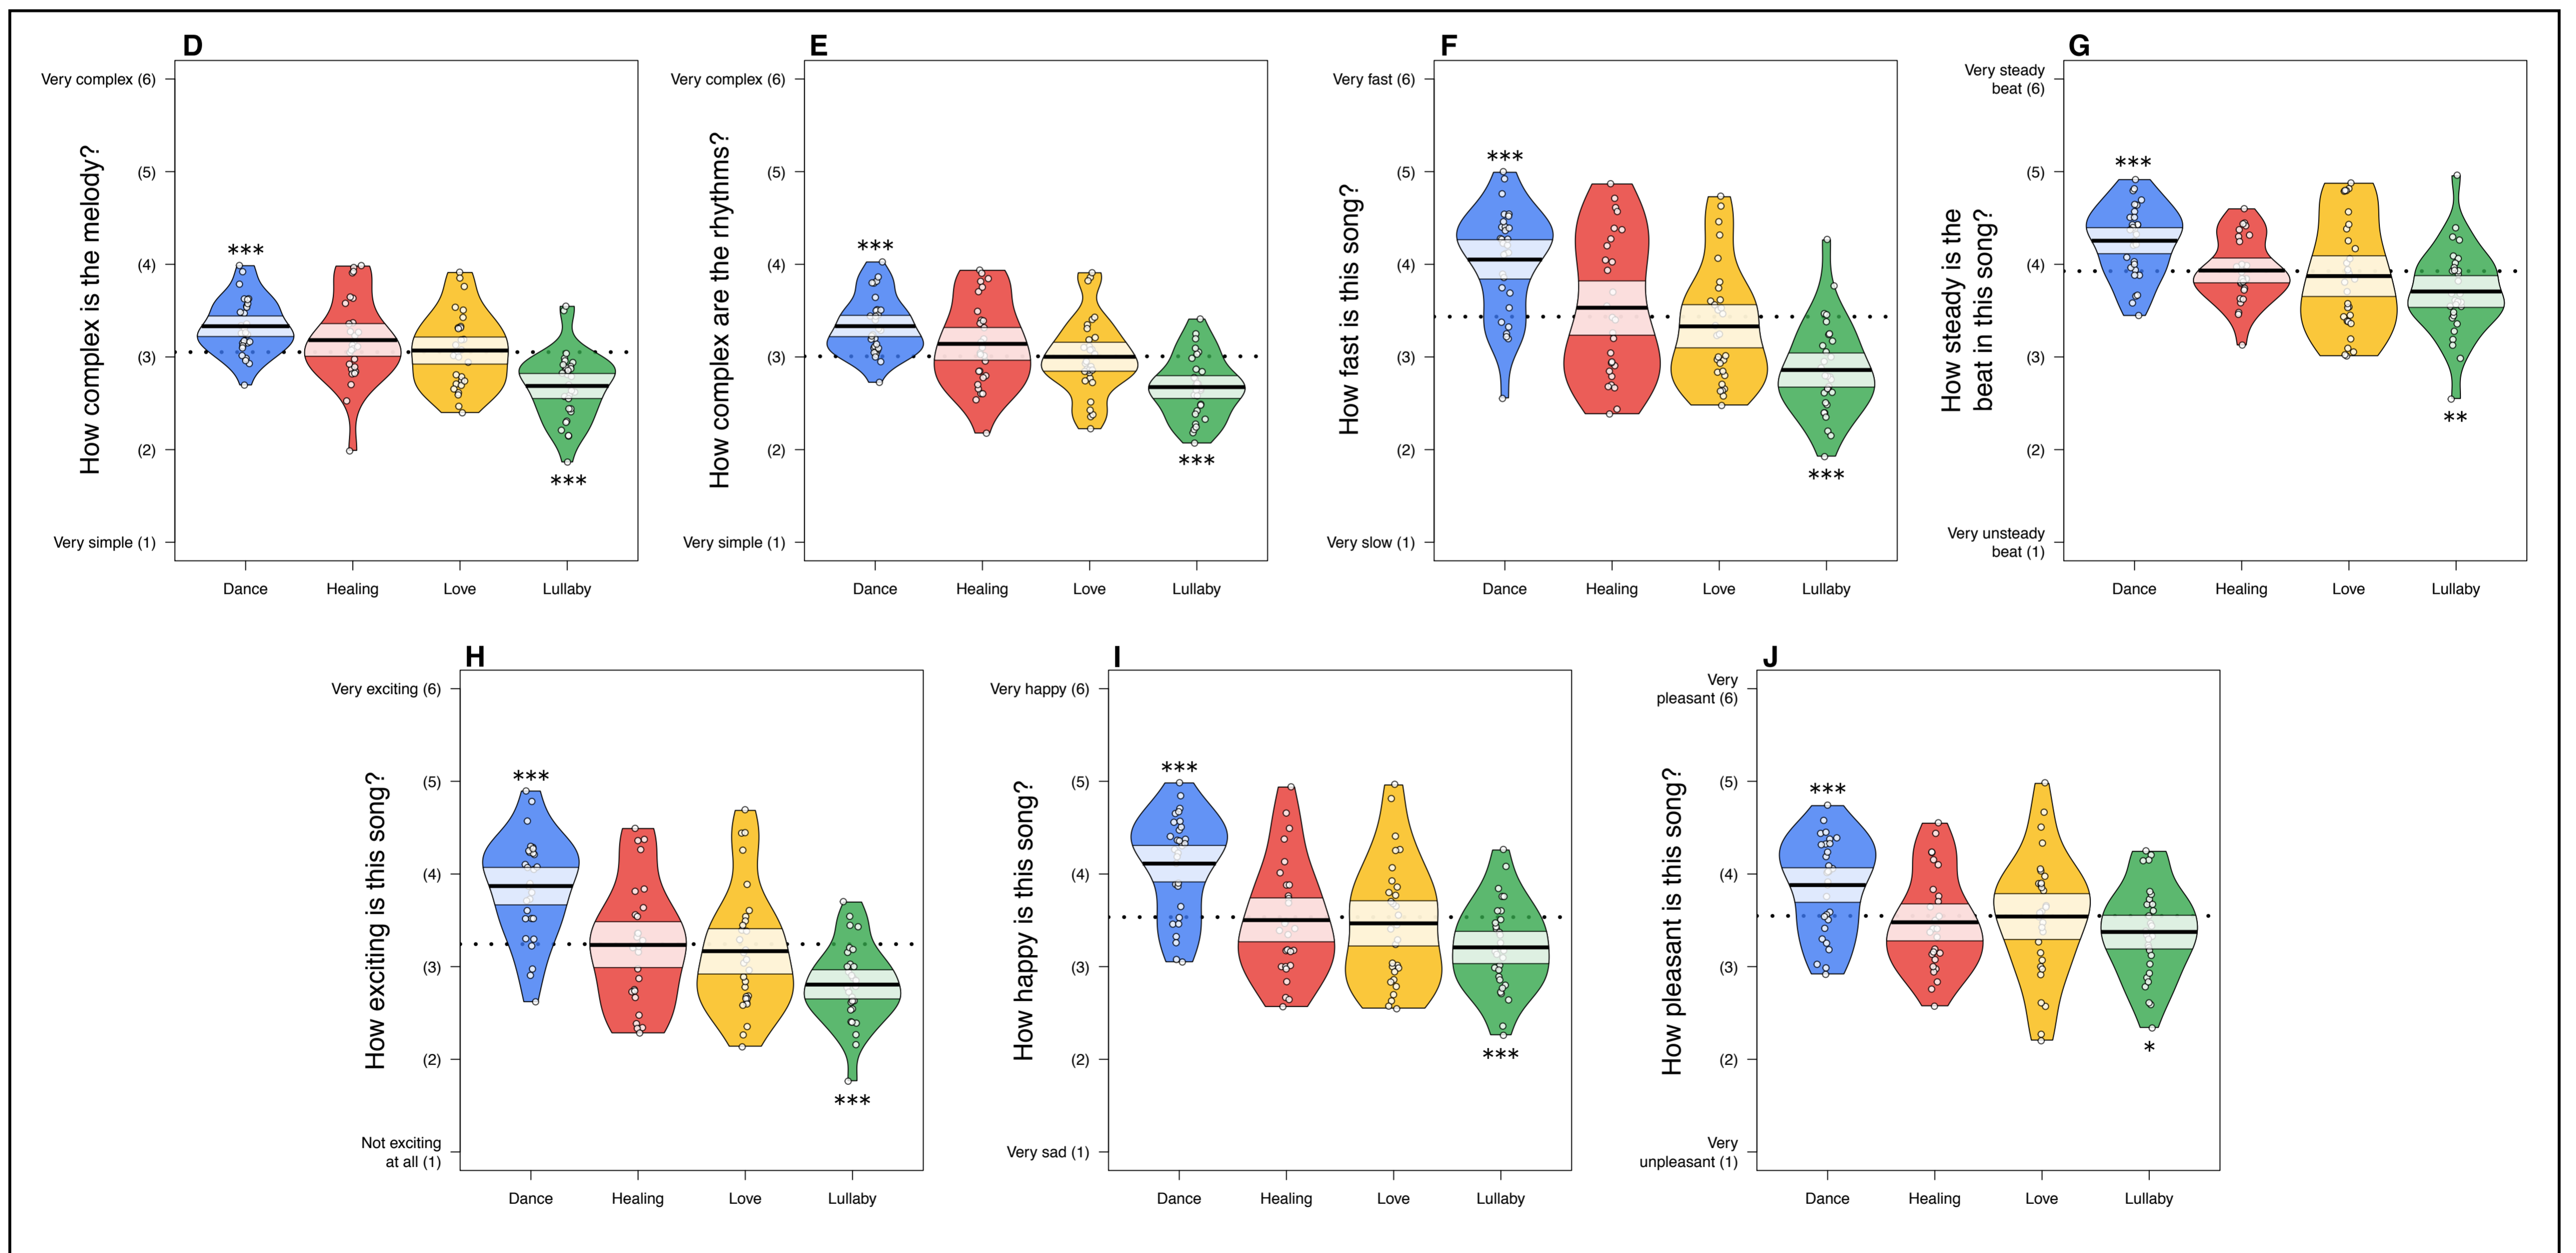 D
Very complex (6)
(5)
(4)
(3)
(2)
Very simple (1)
How complex is the melody?
***
***
Dance
Healing
Love
Lullaby
E
Very complex (6)
(5)
(4)
(3)
(2)
Very simple (1)
How complex are the rhythms?
***
***
Dance
Healing
Love
Lullaby
F
Very fast (6)
(5)
(4)
(3)
(2)
Very slow (1)
How fast is this song?
***
***
Dance
Healing
Love
Lullaby
G
Very steady
beat (6)
(5)
(4)
(3)
(2)
Very unsteady
beat (1)
How steady is the
beat in this song?
***
**
Dance
Healing
Love
Lullaby
H
Very exciting (6)
(5)
(4)
(3)
(2)
Not exciting
at all (1)
How exciting is this song?
***
***
Dance
Healing
Love
Lullaby
I
Very happy (6)
(5)
(4)
(3)
(2)
Very sad (1)
How happy is this song?
***
***
Dance
Healing
Love
Lullaby
J
Very
pleasant (6)
(5)
(4)
(3)
(2)
Very
unpleasant (1)
How pleasant is this song?
***
*
Dance
Healing
Love
Lullaby